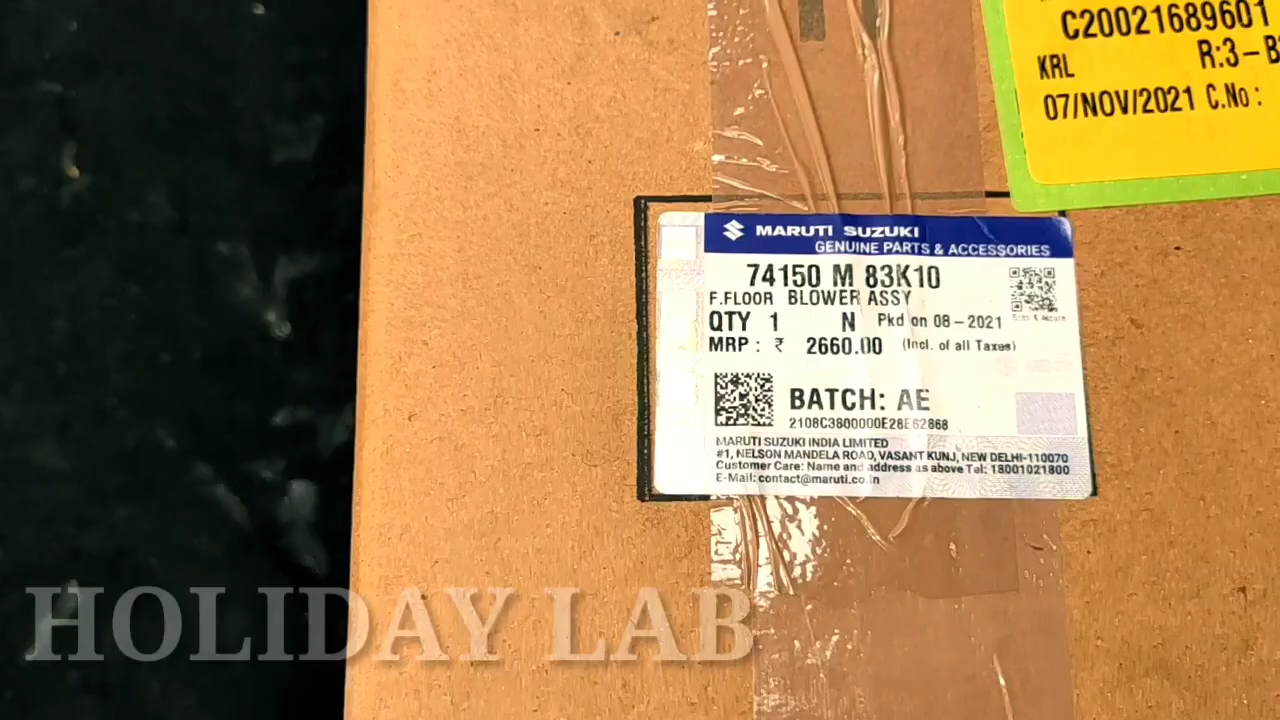 C20021689601
KRL R:3-B
07/NOV/2021 C.No :
MARUTI SUZUKI
GENUINE PARTS & ACCESSORIES
74150 M 83K10
F.FLOOR BLOWER ASSY
QTY 1 N Pkd on 08-2021
MRP : ₹ 2660.00 (Incl. of all Taxes)
BATCH: AE
2108C3800000E28E62868
MARUTI SUZUKI INDIA LIMITED
#1, NELSON MANDELA ROAD, VASANT KUNJ, NEW DELHI-110070
Customer Care: Name and address as above Tel: 18001021800
E-Mail: contact@maruti.co.in
HOLIDAY LAB